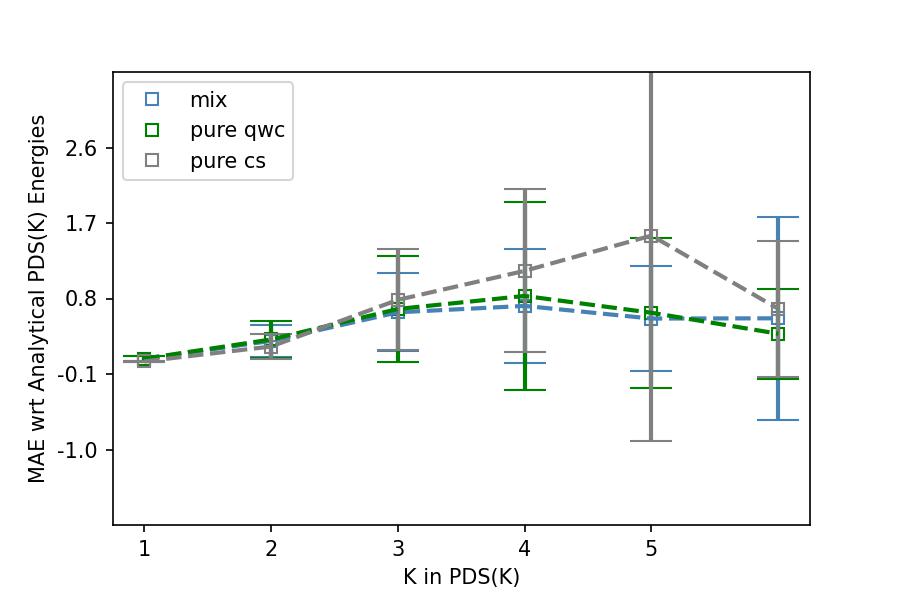 mix
pure qwc
pure cs
MAE wrt Analytical PDS(K) Energies
2.6
1.7
0.8
-0.1
-1.0
1 2 3 4 5
K in PDS(K)